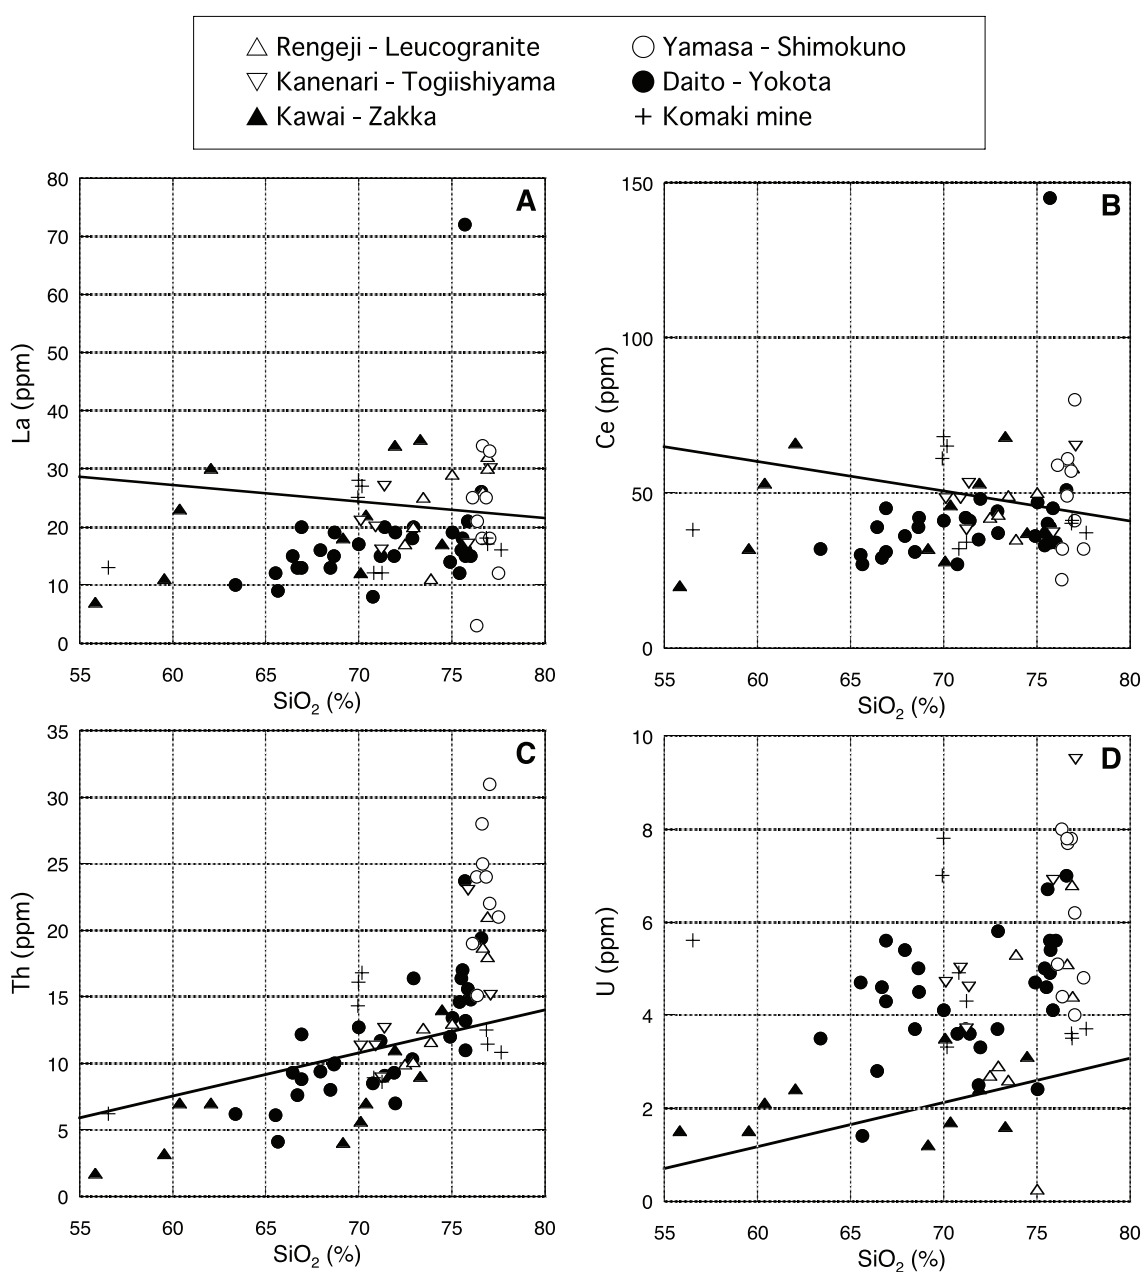 Rengeji - Leucogranite
Yamasa - Shimokuno
Kanenari - Togiishiyama
Daito - Yokota
Kawai - Zakka
Komaki mine
A
80
70
60
50
40
30
20
10
0
La (ppm)
55 60 65 70 75 80
SiO₂ (%)
B
150
100
50
0
Ce (ppm)
55 60 65 70 75 80
SiO₂ (%)
C
35
30
25
20
15
10
5
0
Th (ppm)
55 60 65 70 75 80
SiO₂ (%)
D
10
8
6
4
2
0
U (ppm)
55 60 65 70 75 80
SiO₂ (%)